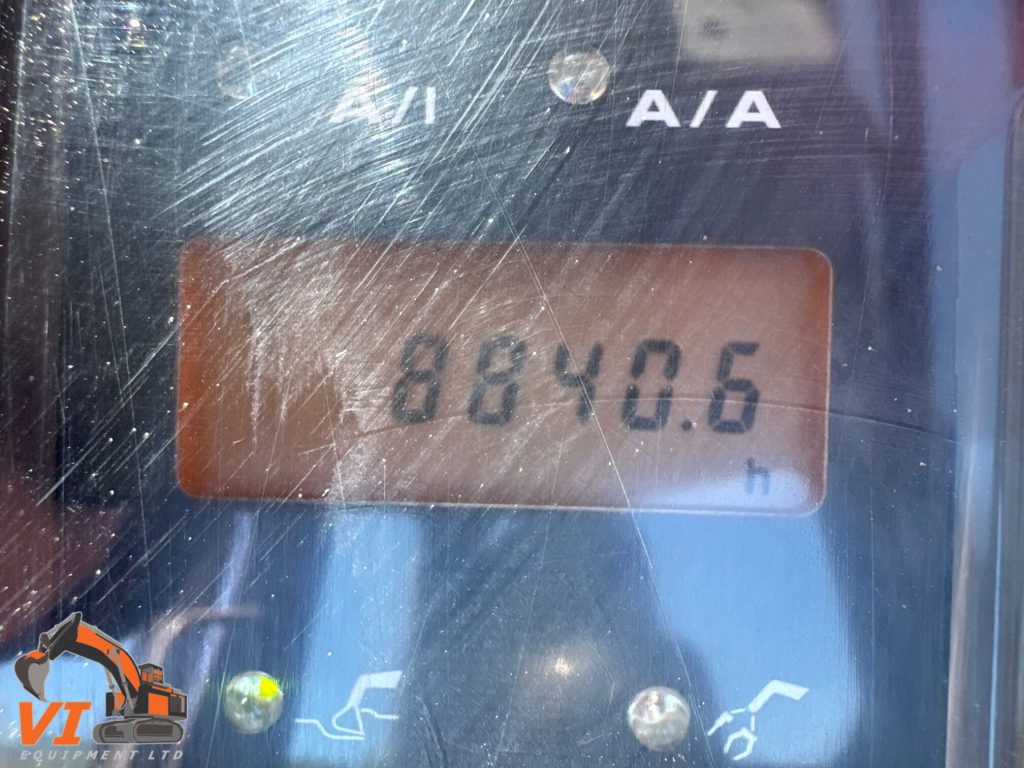 A/I
A/A
8840.6
h
VI
EQUIPMENT LTD